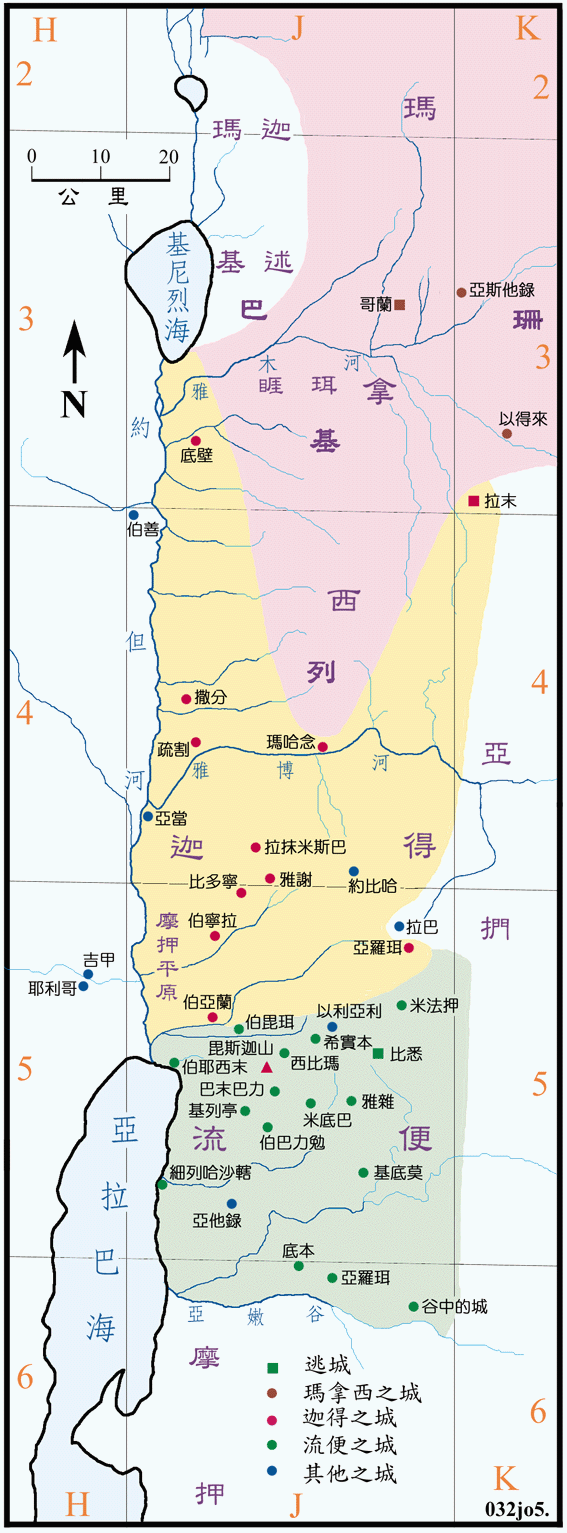 H J K
2 2
瑪迦
瑪
0 10 20
公里
基尼烈海
基述
巴
亞斯他錄
哥蘭
珊
3 3
N
雅 木 河
睚珥
拿
基
約
以得來
底壁
拉末
伯善
西
但
列
4 4
撒分
疏割
瑪哈念
亞
河
雅 博 河
亞當
迦 得
拉抹米斯巴
比多寧
雅謝
約比哈
伯寧拉
拉巴
捫
摩押平原
亞羅珥
吉甲
耶利哥
伯亞蘭
米法押
伯毘珥
以利亞利
希實本
5 5
毘斯迦山
西比瑪
比悉
伯耶西末
巴末巴力
基列亭
米底巴
雅雜
伯巴力勉
流 便
亞拉巴海
細列哈沙轄
基底莫
亞他錄
底本
亞羅珥
谷中的城
亞 嫩 谷
摩
押
6 6
逃城
瑪拿西之城
迦得之城
流便之城
其他之城
H J K
032jo5.